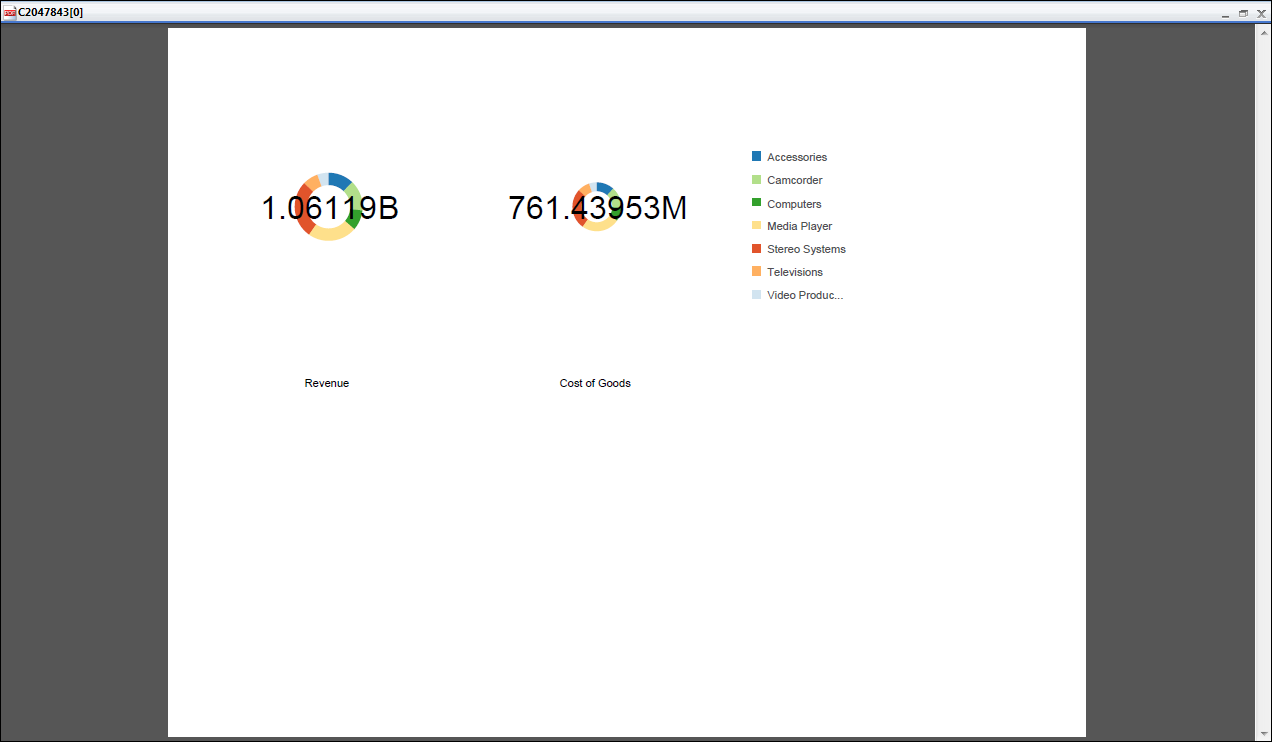 C2047843[0]
1.06119B
761.43953M
Accessories
Camcorder
Computers
Media Player
Stereo Systems
Televisions
Video Produc...
Revenue
Cost of Goods